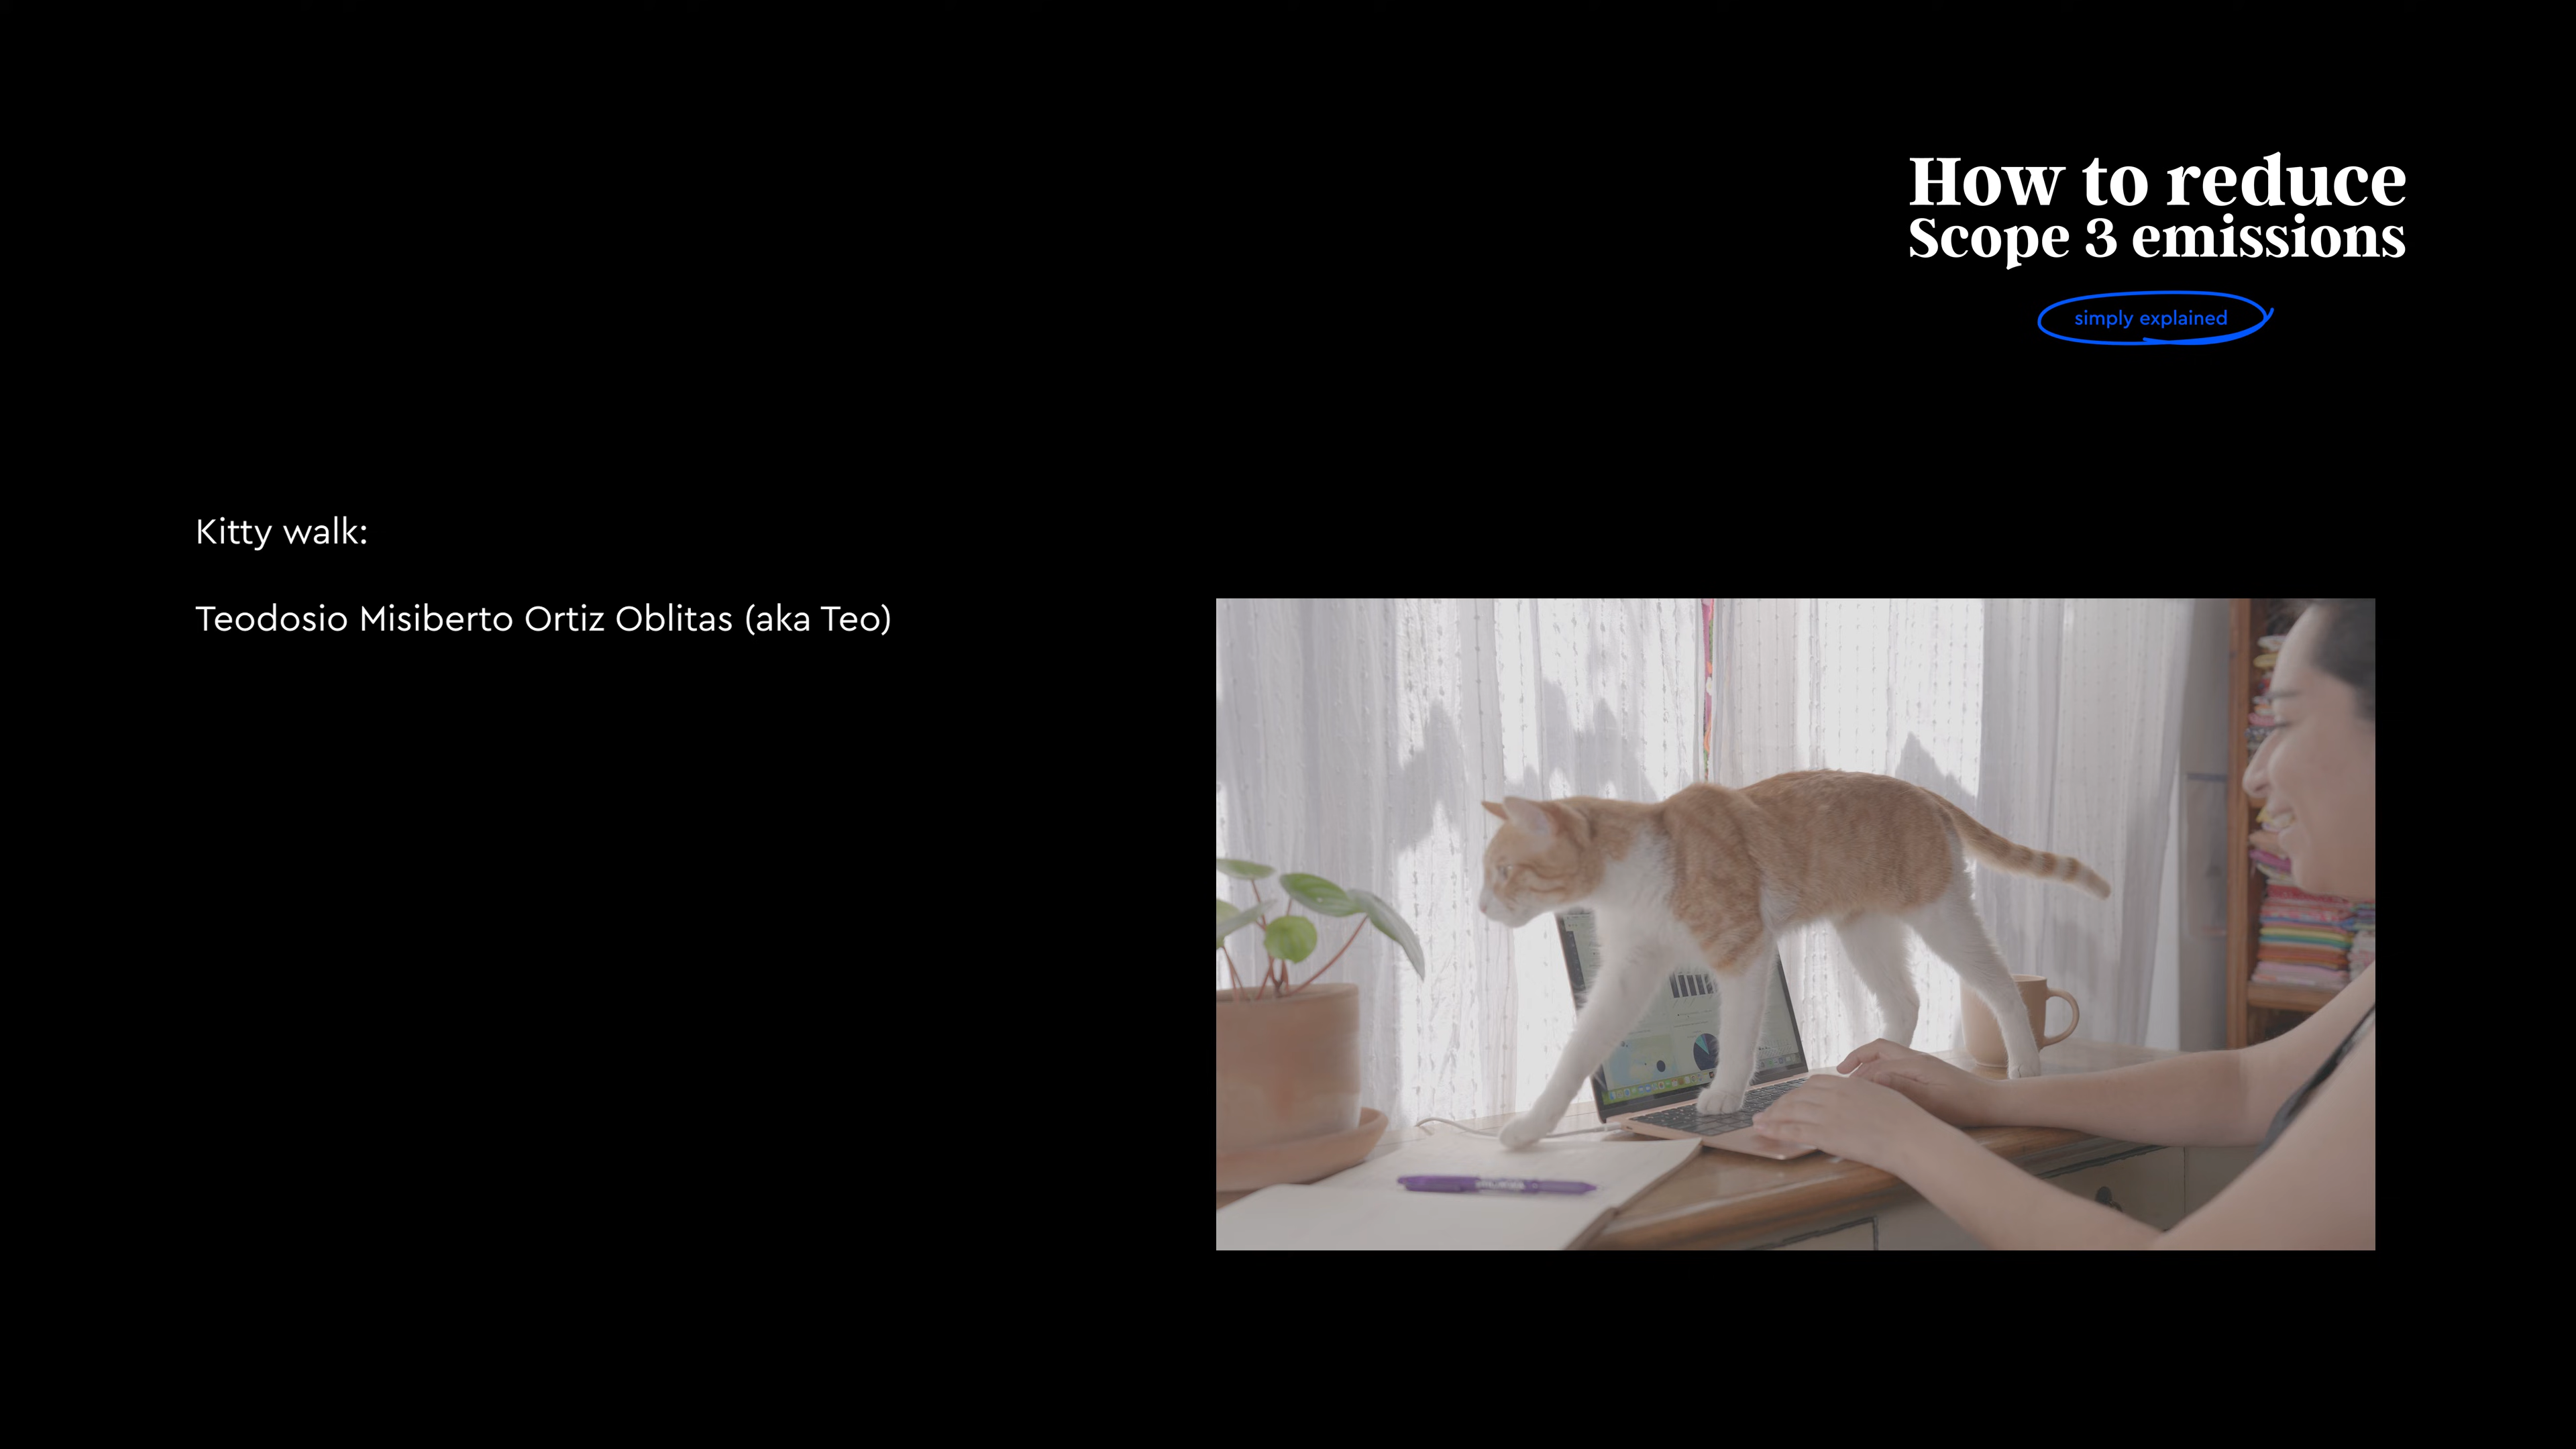 How to reduce
Scope 3 emissions
simply explained
Kitty walk:
Teodosio Misiberto Ortiz Oblitas (aka Teo)